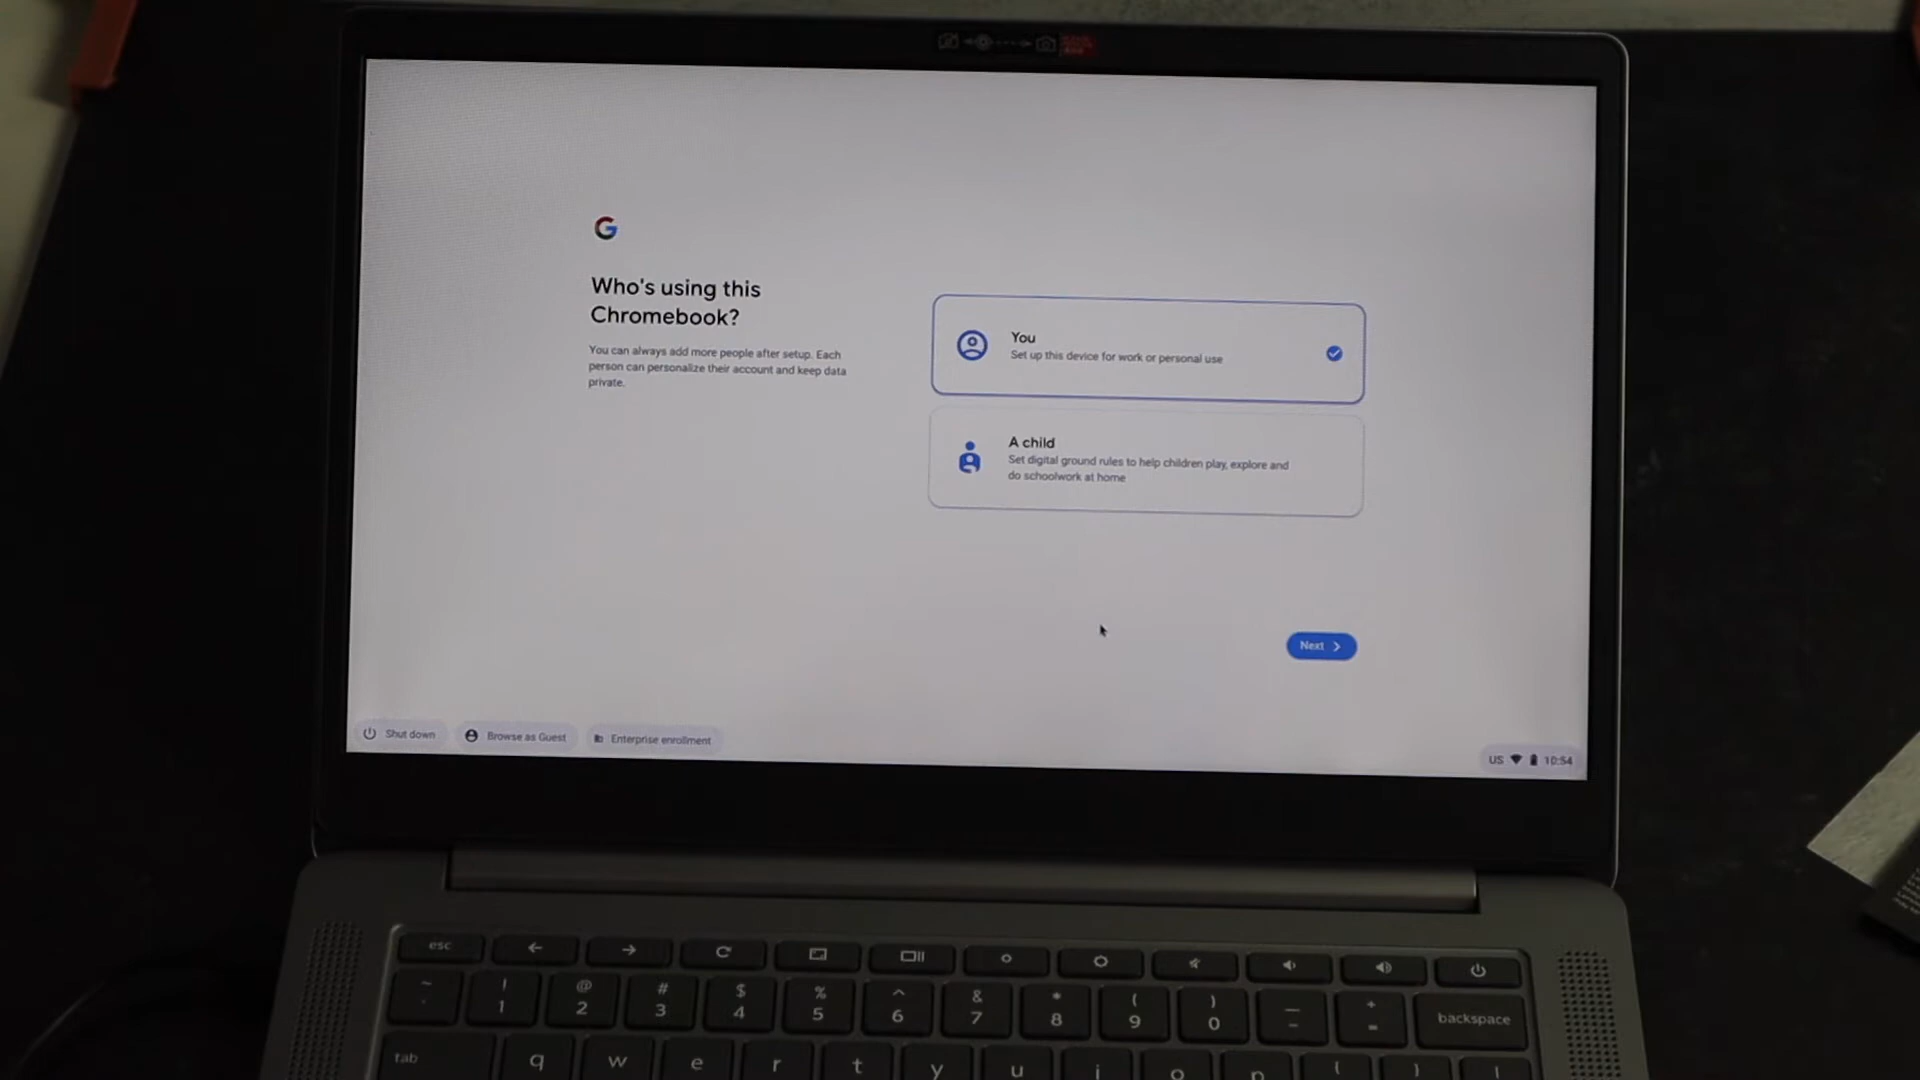 G
Who's using this
Chromebook?
You can always add more people after setup. Each
person can personalize their account and keep data
private.
You
Set up this device for work or personal use
A child
Set digital ground rules to help children play, explore and
do schoolwork at home
Next
Shut down
Browse as Guest
Enterprise enrollment
US 10:54
esc
~ ! @ # $ % ^ & * ( ) _ +
` 1 2 3 4 5 6 7 8 9 0 - = backspace
tab q w e r t y u i o p